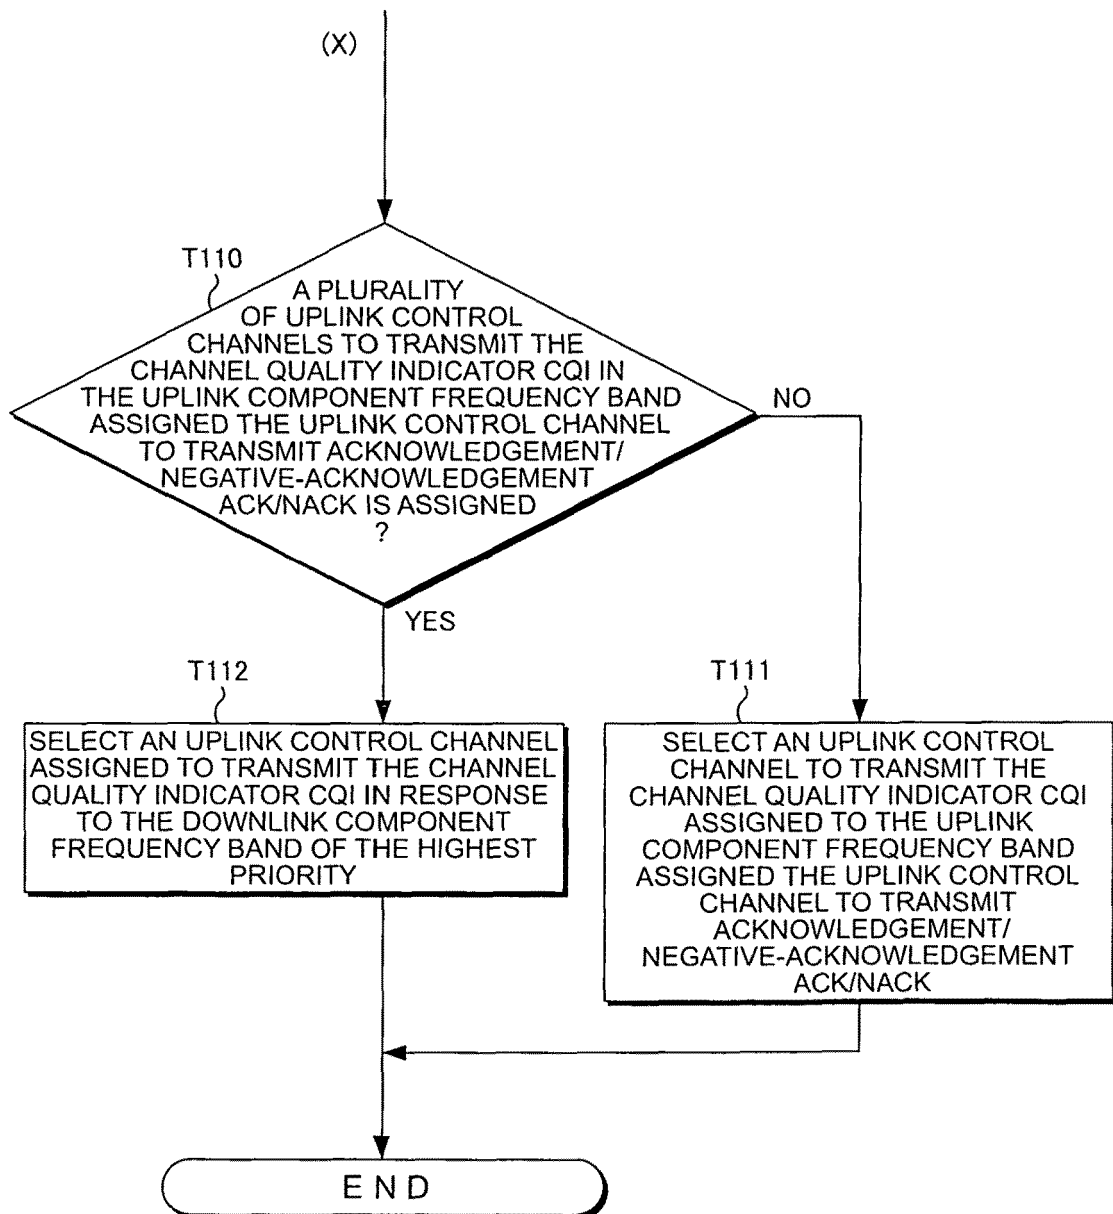 (X)
T110
A PLURALITY
OF UPLINK CONTROL
CHANNELS TO TRANSMIT THE
CHANNEL QUALITY INDICATOR CQI IN
THE UPLINK COMPONENT FREQUENCY BAND
ASSIGNED THE UPLINK CONTROL CHANNEL
TO TRANSMIT ACKNOWLEDGEMENT/
NEGATIVE-ACKNOWLEDGEMENT
ACK/NACK IS ASSIGNED
?
NO
YES
T112
SELECT AN UPLINK CONTROL CHANNEL
ASSIGNED TO TRANSMIT THE CHANNEL
QUALITY INDICATOR CQI IN RESPONSE
TO THE DOWNLINK COMPONENT
FREQUENCY BAND OF THE HIGHEST
PRIORITY
T111
SELECT AN UPLINK CONTROL
CHANNEL TO TRANSMIT THE
CHANNEL QUALITY INDICATOR CQI
ASSIGNED TO THE UPLINK
COMPONENT FREQUENCY BAND
ASSIGNED THE UPLINK CONTROL
CHANNEL TO TRANSMIT
ACKNOWLEDGEMENT/
NEGATIVE-ACKNOWLEDGEMENT
ACK/NACK
END